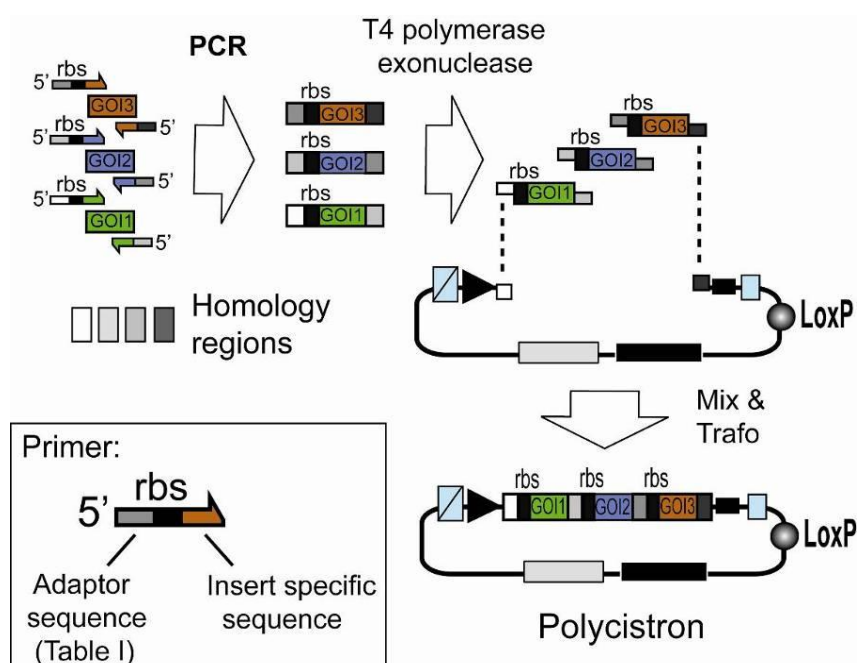 PCR
T4 polymerase
exonuclease
rbs
5’
GOI3
5’
rbs
5’
GOI2
5’
rbs
5’
GOI1
5’
rbs
GOI3
rbs
GOI2
rbs
GOI1
rbs
GOI3
rbs
GOI2
rbs
GOI1
Homology
regions
LoxP
Mix &
Trafo
Primer:
rbs
5’
Adaptor
sequence
(Table I)
Insert specific
sequence
rbs rbs rbs
GOI1 GOI2 GOI3
LoxP
Polycistron